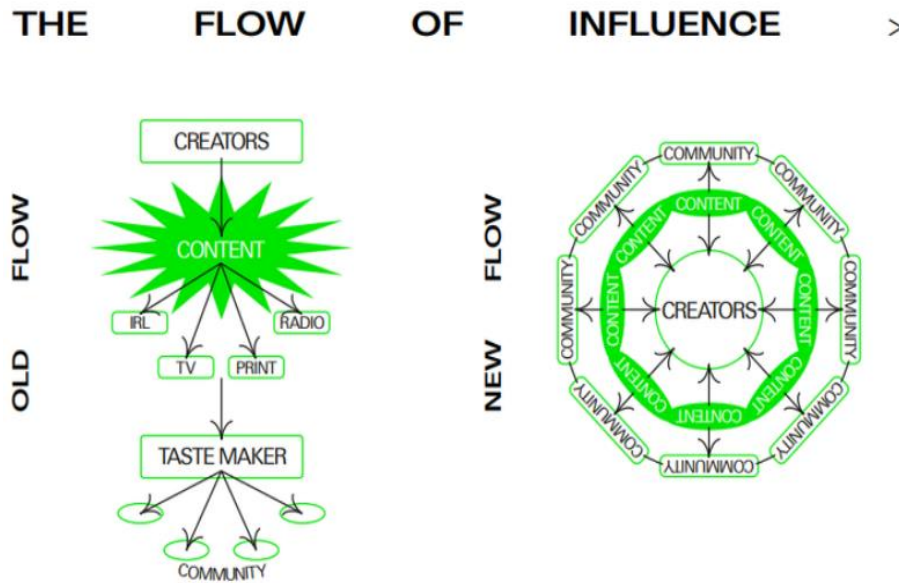 THE FLOW OF INFLUENCE >
OLD FLOW
CREATORS
CONTENT
IRL
RADIO
TV
PRINT
TASTE MAKER
COMMUNITY
NEW FLOW
COMMUNITY
COMMUNITY
COMMUNITY
COMMUNITY
COMMUNITY
COMMUNITY
COMMUNITY
COMMUNITY
CONTENT
CONTENT
CONTENT
CONTENT
CONTENT
CONTENT
CONTENT
CONTENT
CREATORS